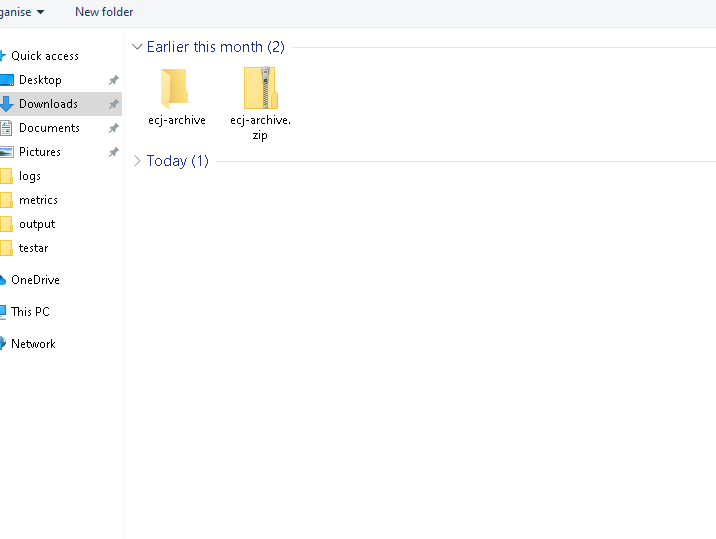 ganise
New folder
Quick access
Desktop
Downloads
Documents
Pictures
logs
metrics
output
testar
OneDrive
This PC
Network
Earlier this month (2)
ecj-archive
ecj-archive.
zip
Today (1)